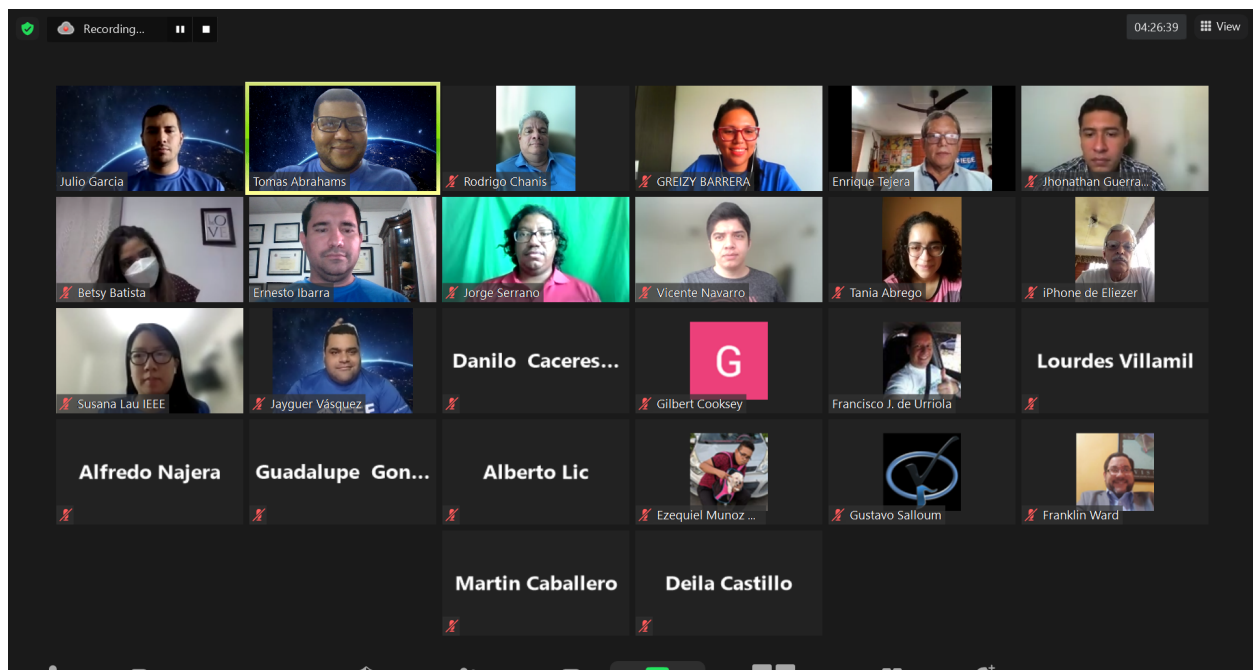 Recording...
04:26:39
View
Julio Garcia
Tomas Abrahams
Rodrigo Chanis
GREIZY BARRERA
Enrique Tejera
IEEE
Jhonathan Guerra...
LO
VE
Betsy Batista
Ernesto Ibarra
Jorge Serrano
Vicente Navarro
Tania Abrego
iPhone de Eliezer
Susana Lau IEEE
Jayguer Vásquez
Danilo Caceres...
G
Gilbert Cooksey
Francisco J. de Urriola
Lourdes Villamil
Alfredo Najera
Guadalupe Gon...
Alberto Lic
Ezequiel Munoz ...
Gustavo Salloum
Franklin Ward
Martin Caballero
Deila Castillo